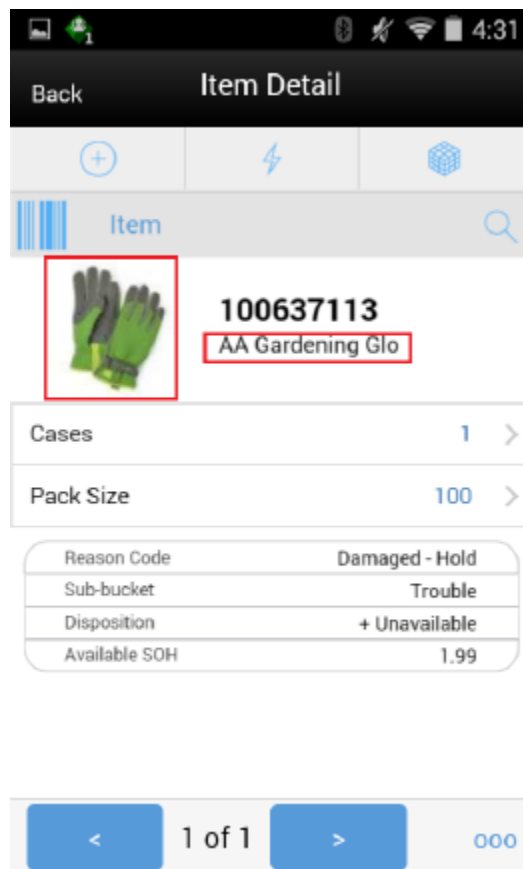 1 4:31
Back Item Detail
Item
100637113
AA Gardening Glo
Cases 1 >
Pack Size 100 >
Reason Code Damaged - Hold
Sub-bucket Trouble
Disposition + Unavailable
Available SOH 1.99
< 1 of 1 > ooo